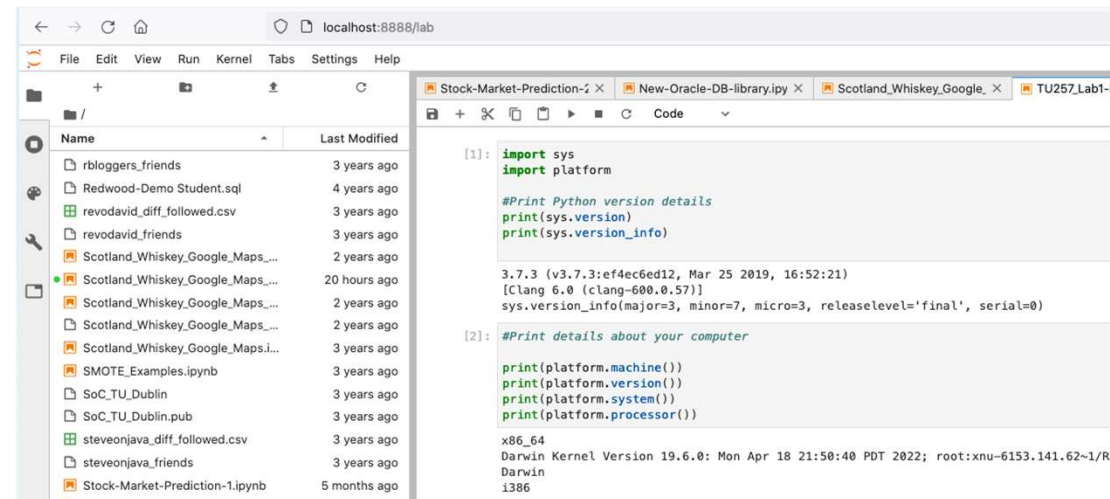 localhost:8888/lab
File Edit View Run Kernel Tabs Settings Help
+
/
Name Last Modified
rbloggers_friends 3 years ago
Redwood-Demo Student.sql 4 years ago
revodavid_diff_followed.csv 3 years ago
revodavid_friends 3 years ago
Scotland_Whiskey_Google_Maps_... 2 years ago
Scotland_Whiskey_Google_Maps_... 20 hours ago
Scotland_Whiskey_Google_Maps_... 2 years ago
Scotland_Whiskey_Google_Maps_... 2 years ago
Scotland_Whiskey_Google_Maps.i... 3 years ago
SMOTE_Examples.ipynb 3 years ago
SoC_TU_Dublin 3 years ago
SoC_TU_Dublin.pub 3 years ago
steveonjava_diff_followed.csv 3 years ago
steveonjava_friends 3 years ago
Stock-Market-Prediction-1.ipynb 5 months ago
Stock-Market-Prediction-2 New-Oracle-DB-library.ipy Scotland_Whiskey_Google_ TU257_Lab1-
Code
[1]: import sys
import platform
#Print Python version details
print(sys.version)
print(sys.version_info)
3.7.3 (v3.7.3:ef4ec6ed12, Mar 25 2019, 16:52:21)
[Clang 6.0 (clang-600.0.57)]
sys.version_info(major=3, minor=7, micro=3, releaselevel='final', serial=0)
[2]: #Print details about your computer
print(platform.machine())
print(platform.version())
print(platform.system())
print(platform.processor())
x86_64
Darwin Kernel Version 19.6.0: Mon Apr 18 21:50:40 PDT 2022; root:xnu-6153.141.62~1/R
Darwin
i386